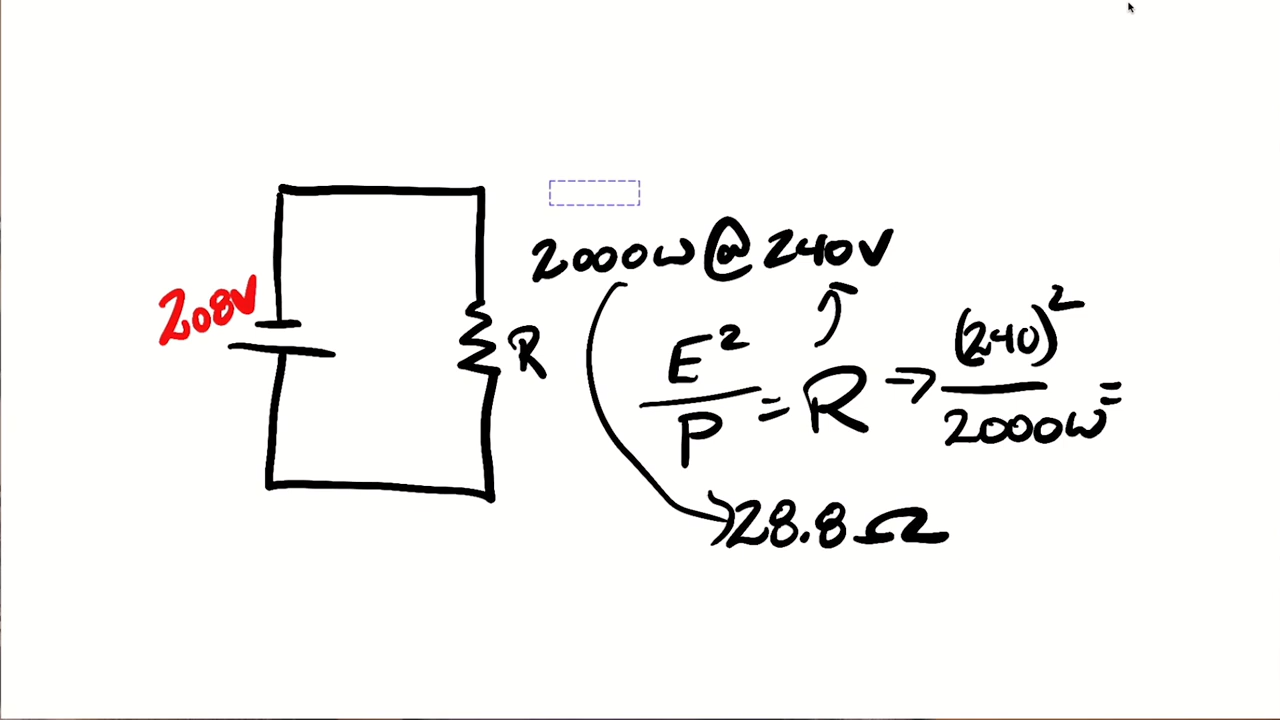 208V
R
2000W @ 240V
E²/P = R → (240)²/2000W =
28.8 Ω